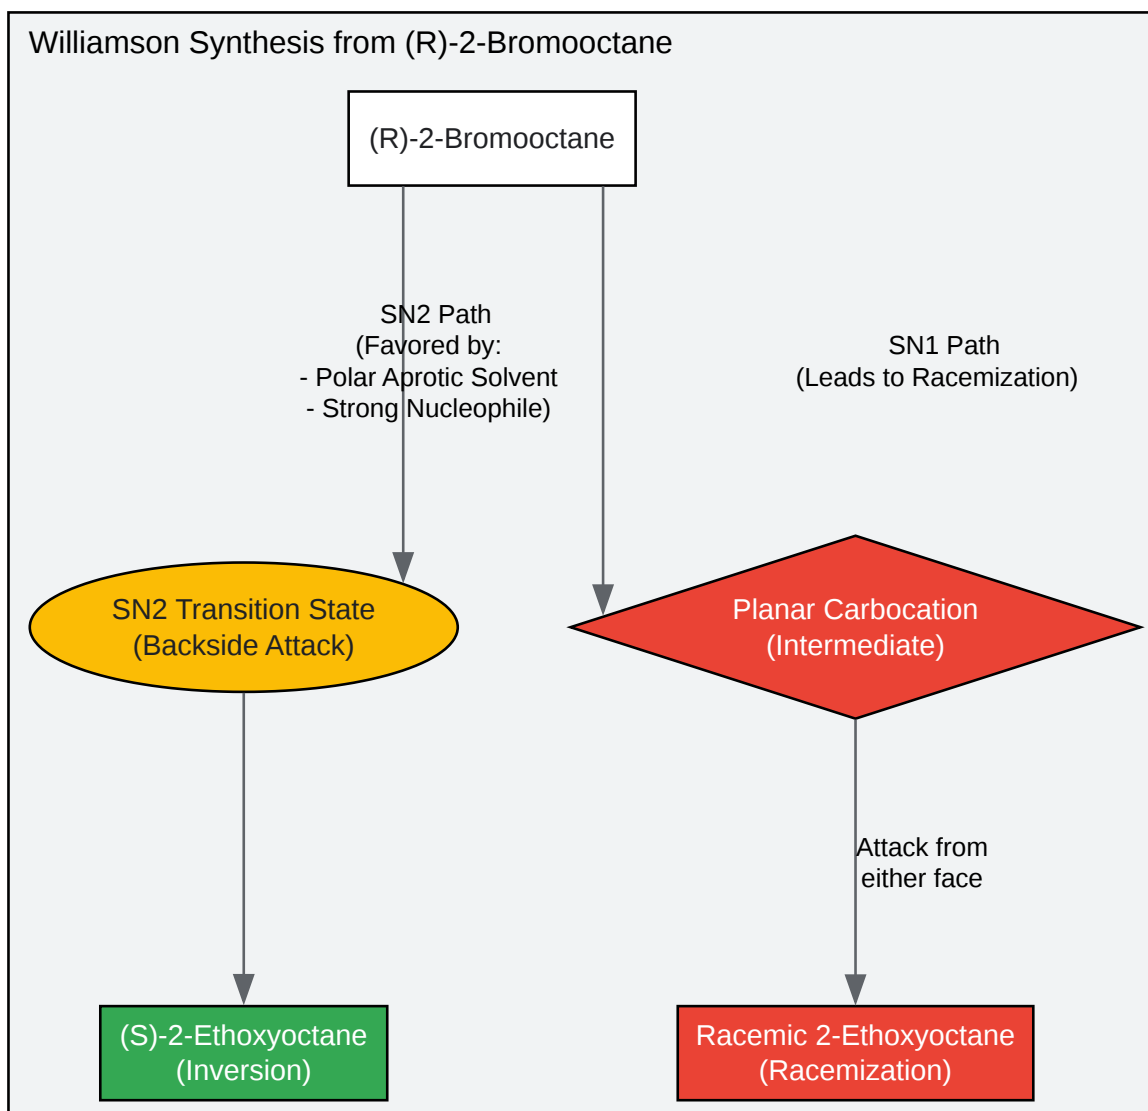 Williamson Synthesis from (R)-2-Bromooctane
(R)-2-Bromooctane
SN2 Path
(Favored by:
- Polar Aprotic Solvent
- Strong Nucleophile)
SN1 Path
(Leads to Racemization)
SN2 Transition State
(Backside Attack)
Planar Carbocation
(Intermediate)
Attack from
either face
(S)-2-Ethoxyoctane
(Inversion)
Racemic 2-Ethoxyoctane
(Racemization)